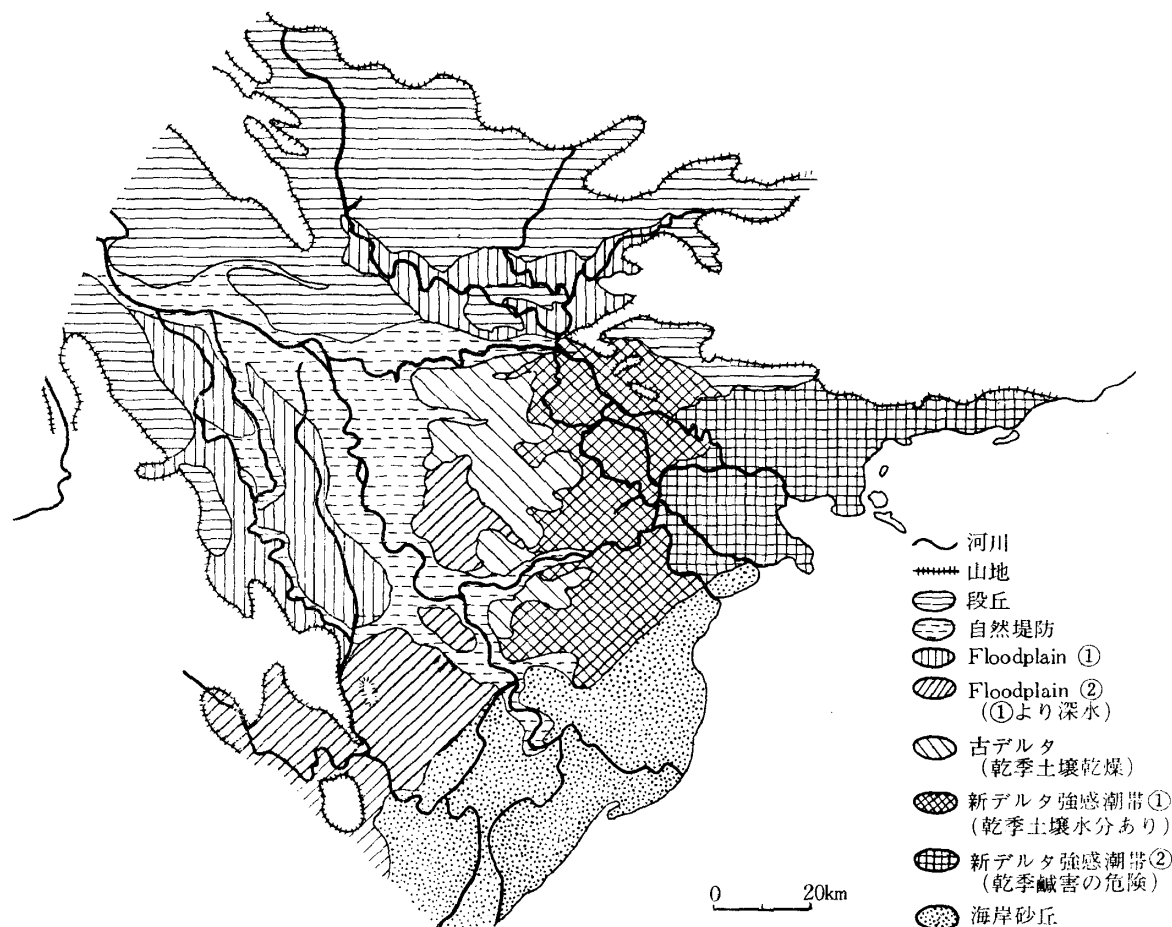 河川
山地
段丘
自然堤防
Floodplain ①
Floodplain ②
(①より深水)
古デルタ
(乾季土壌乾燥)
新デルタ強感潮帯①
(乾季土壌水分あり)
新デルタ強感潮帯②
(乾季鹹害の危険)
海岸砂丘
0 20km